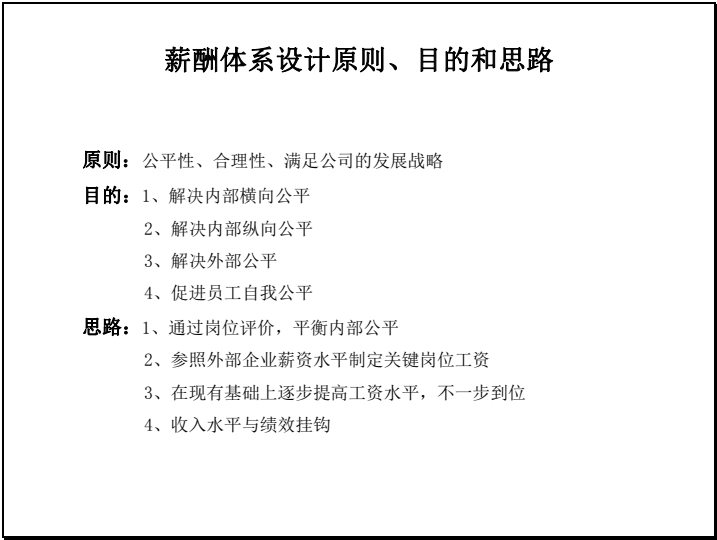 薪酬体系设计原则、目的和思路
原则：公平性、合理性、满足公司的发展战略
目的：1、解决内部横向公平
2、解决内部纵向公平
3、解决外部公平
4、促进员工自我公平
思路：1、通过岗位评价，平衡内部公平
2、参照外部企业薪资水平制定关键岗位工资
3、在现有基础上逐步提高工资水平，不一步到位
4、收入水平与绩效挂钩